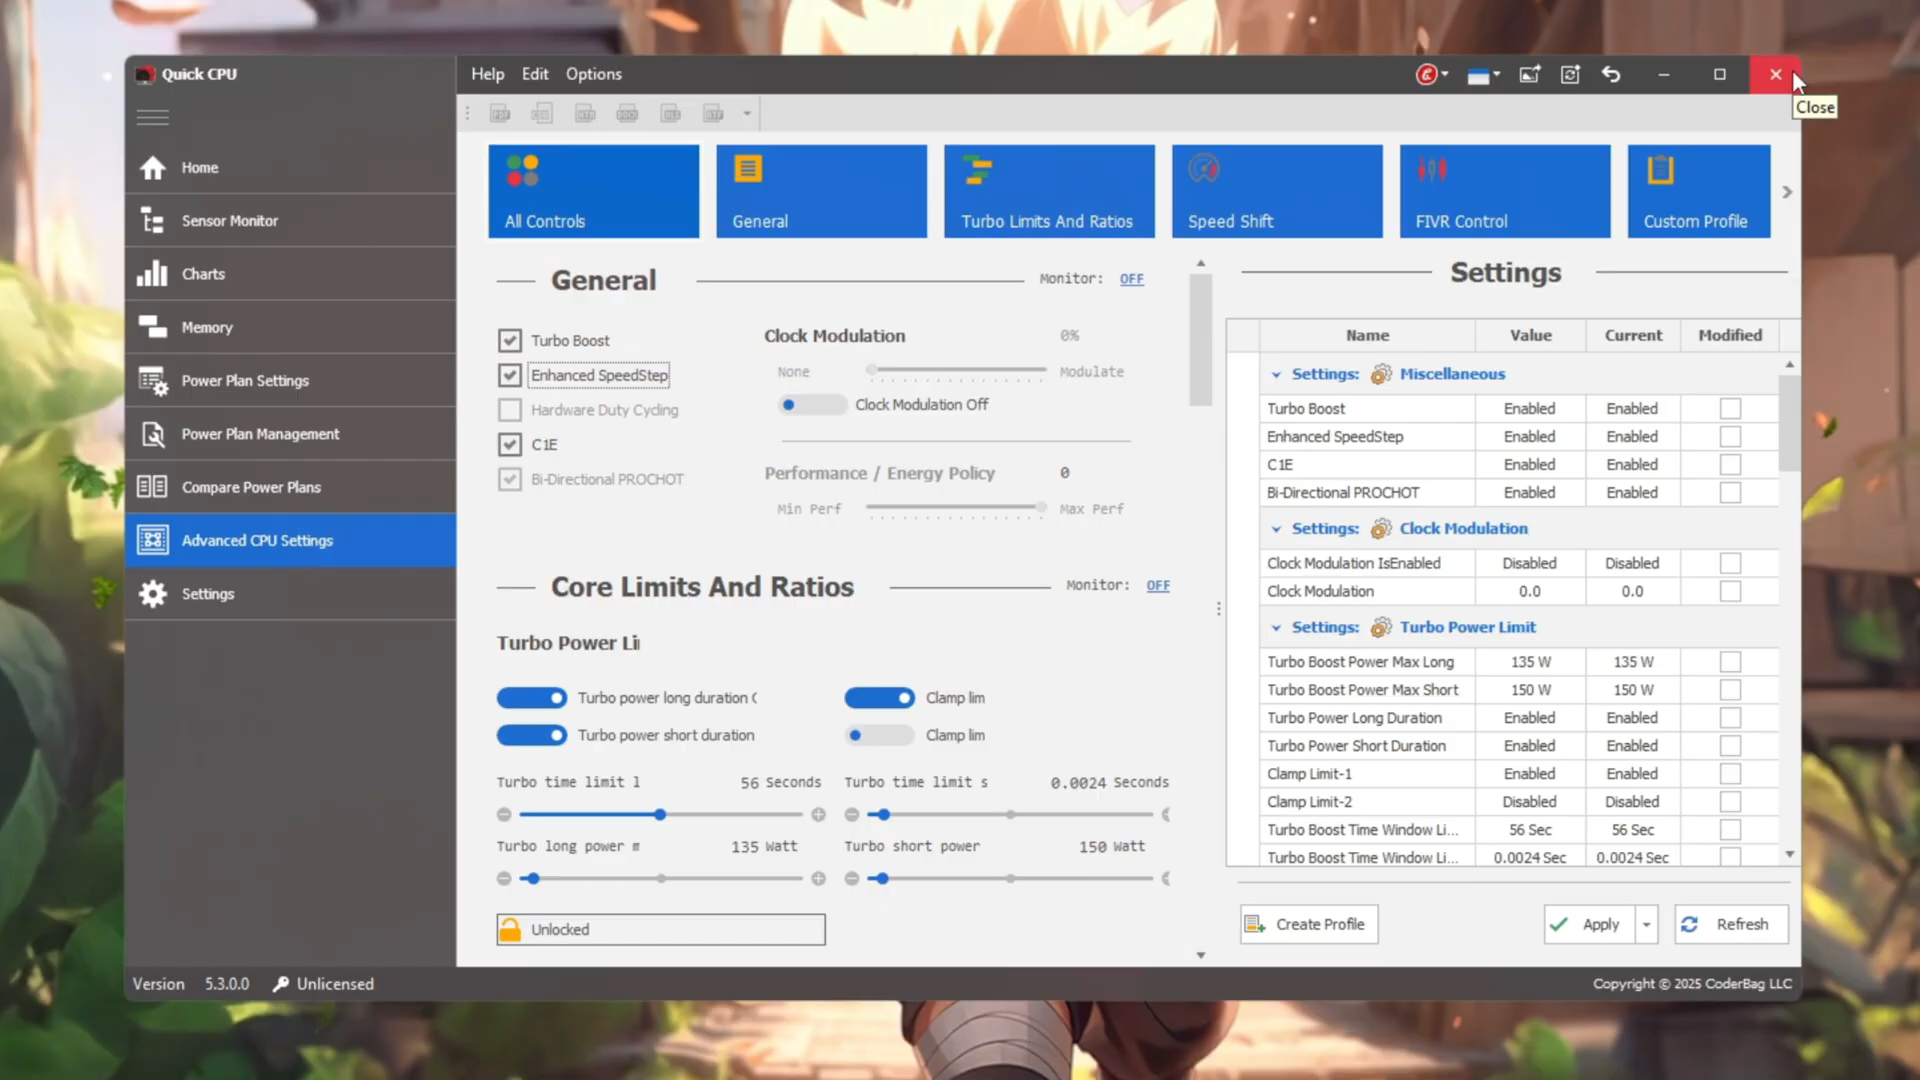 Quick CPU
Help Edit Options
Close
Home
Sensor Monitor
Charts
Memory
Power Plan Settings
Power Plan Management
Compare Power Plans
Advanced CPU Settings
Settings
All Controls
General
Turbo Limits And Ratios
Speed Shift
FIVR Control
Custom Profile
General
Monitor: OFF
Turbo Boost
Enhanced SpeedStep
Hardware Duty Cycling
C1E
Bi-Directional PROCHOT
Clock Modulation 0%
None Modulate
Clock Modulation Off
Performance / Energy Policy 0
Min Perf Max Perf
Core Limits And Ratios
Monitor: OFF
Turbo Power Li
Turbo power long duration Clamp lim
Turbo power short duration Clamp lim
Turbo time limit l 56 Seconds Turbo time limit s 0.0024 Seconds
Turbo long power m 135 Watt Turbo short power 150 Watt
Unlocked
Settings
Name Value Current Modified
Settings: Miscellaneous
Turbo Boost Enabled Enabled
Enhanced SpeedStep Enabled Enabled
C1E Enabled Enabled
Bi-Directional PROCHOT Enabled Enabled
Settings: Clock Modulation
Clock Modulation IsEnabled Disabled Disabled
Clock Modulation 0.0 0.0
Settings: Turbo Power Limit
Turbo Boost Power Max Long 135 W 135 W
Turbo Boost Power Max Short 150 W 150 W
Turbo Power Long Duration Enabled Enabled
Turbo Power Short Duration Enabled Enabled
Clamp Limit-1 Enabled Enabled
Clamp Limit-2 Disabled Disabled
Turbo Boost Time Window Li... 56 Sec 56 Sec
Turbo Boost Time Window Li... 0.0024 Sec 0.0024 Sec
Create Profile
Apply
Refresh
Version 5.3.0.0 Unlicensed
Copyright © 2025 CoderBag LLC